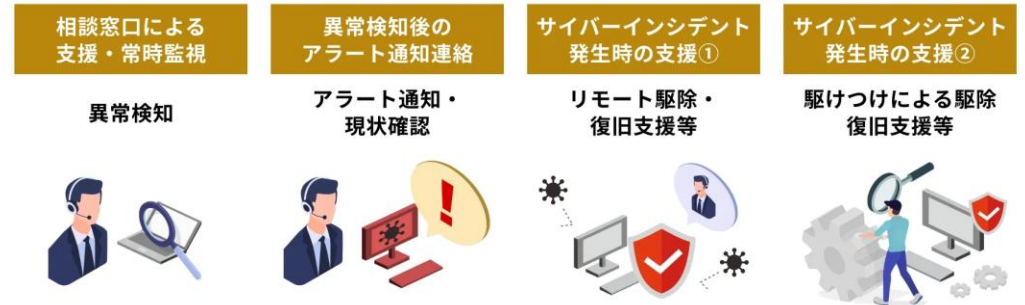 相談窓口による
支援・常時監視
異常検知
異常検知後の
アラート通知連絡
アラート通知・
現状確認
サイバーインシデント
発生時の支援①
リモート駆除・
復旧支援等
サイバーインシデント
発生時の支援②
駆けつけによる駆除
復旧支援等